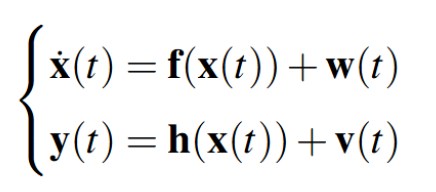 ẋ(t) = f(x(t)) + w(t)
y(t) = h(x(t)) + v(t)